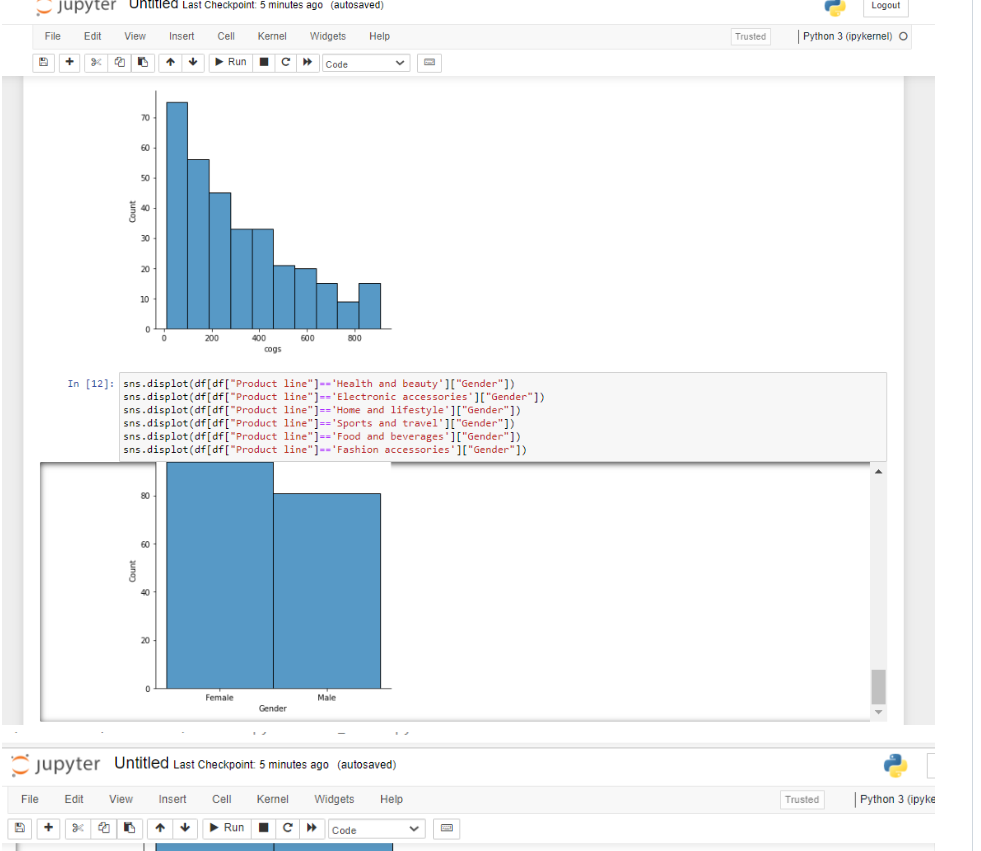 jupyter Untitled Last Checkpoint: 5 minutes ago (autosaved)
Logout
File Edit View Insert Cell Kernel Widgets Help
Trusted
Python 3 (ipykernel)
Run
Code
70
60
50
40
30
20
10
0
Count
0 200 400 600 800
cogs
In [12]: sns.displot(df[df["Product line"]=='Health and beauty']["Gender"])
sns.displot(df[df["Product line"]=='Electronic accessories']["Gender"])
sns.displot(df[df["Product line"]=='Home and lifestyle']["Gender"])
sns.displot(df[df["Product line"]=='Sports and travel']["Gender"])
sns.displot(df[df["Product line"]=='Food and beverages']["Gender"])
sns.displot(df[df["Product line"]=='Fashion accessories']["Gender"])
80
60
40
20
0
Count
Female Male
Gender
jupyter Untitled Last Checkpoint: 5 minutes ago (autosaved)
File Edit View Insert Cell Kernel Widgets Help
Trusted
Python 3 (ipyke
Run
Code